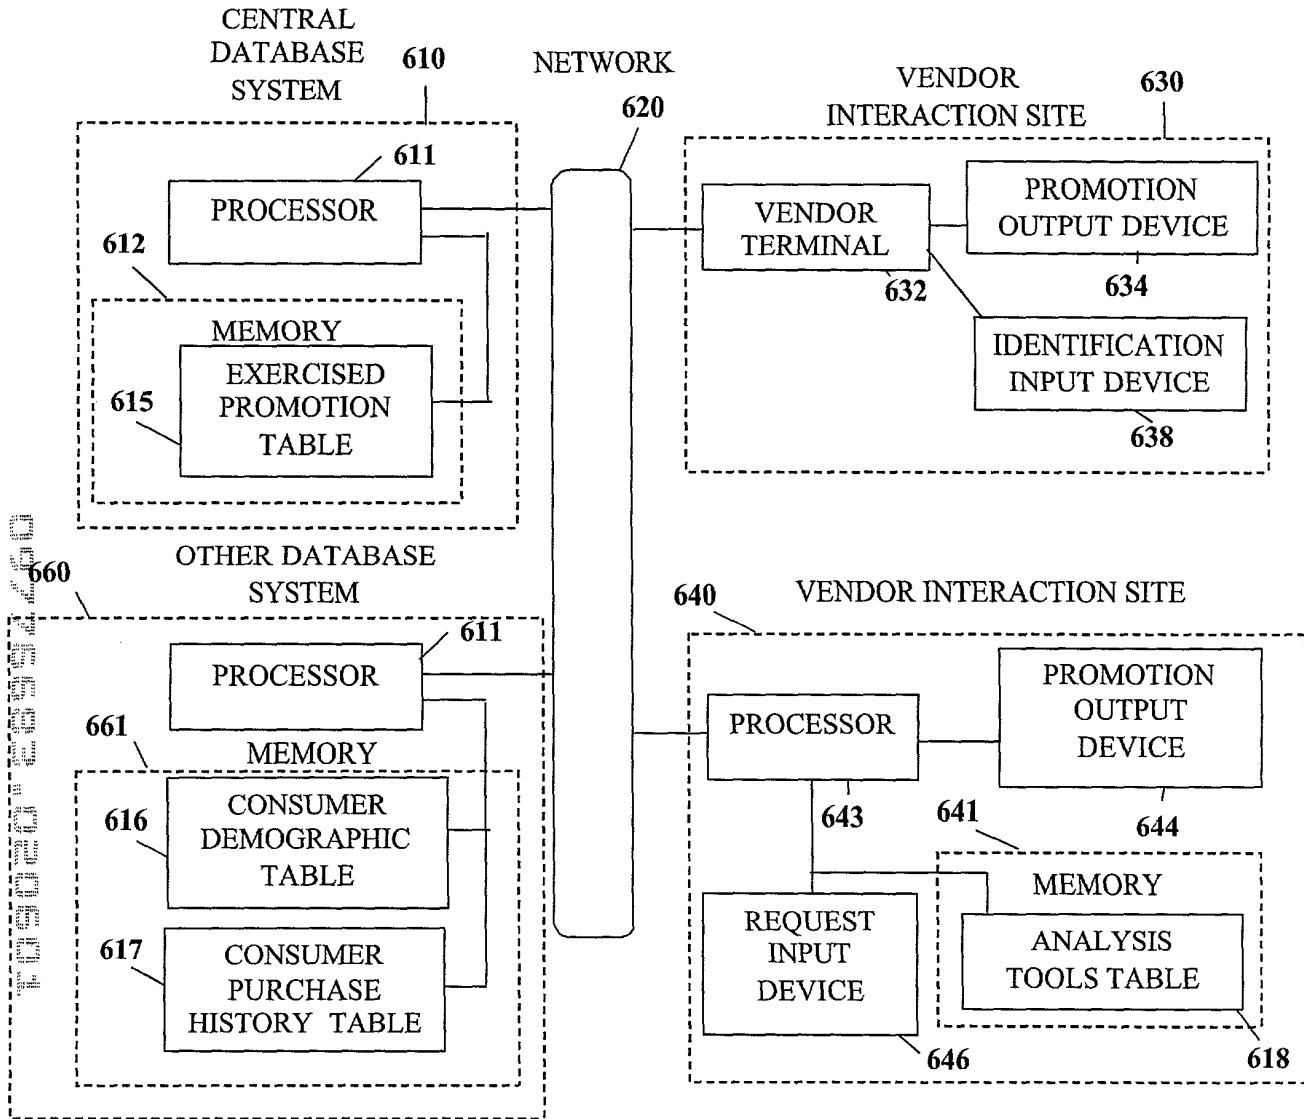 CENTRAL
DATABASE
SYSTEM
610
PROCESSOR
611
612
MEMORY
EXERCISED
PROMOTION
TABLE
615
NETWORK
620
VENDOR
INTERACTION SITE
630
VENDOR
TERMINAL
632
PROMOTION
OUTPUT DEVICE
634
IDENTIFICATION
INPUT DEVICE
638
OTHER DATABASE
SYSTEM
660
PROCESSOR
611
661
MEMORY
CONSUMER
DEMOGRAPHIC
TABLE
616
CONSUMER
PURCHASE
HISTORY TABLE
617
VENDOR INTERACTION SITE
640
PROCESSOR
643
PROMOTION
OUTPUT
DEVICE
644
641
MEMORY
ANALYSIS
TOOLS TABLE
618
REQUEST
INPUT
DEVICE
646